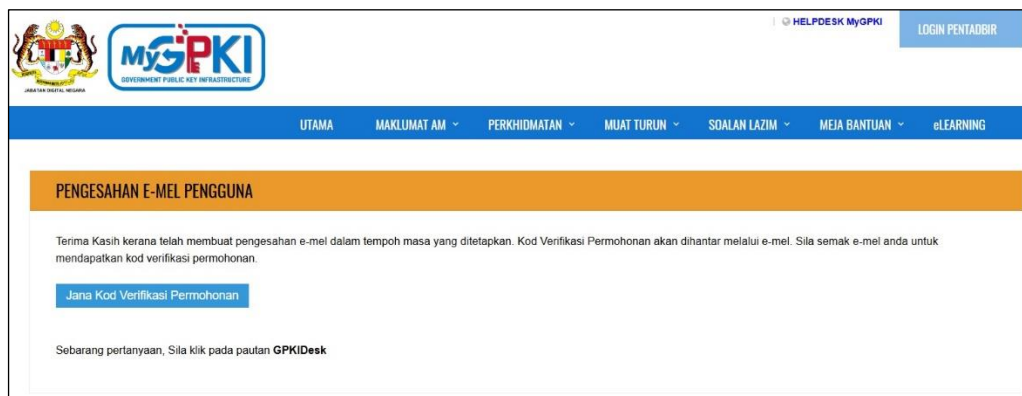 HELPDESK MyGPKI
LOGIN PENTADBIR
JABATAN DIGITAL NEGARA
MyGPKI
GOVERNMENT PUBLIC KEY INFRASTRUCTURE
UTAMA
MAKLUMAT AM
PERKHIDMATAN
MUAT TURUN
SOALAN LAZIM
MEJA BANTUAN
eLEARNING
PENGESAHAN E-MEL PENGGUNA
Terima Kasih kerana telah membuat pengesahan e-mel dalam tempoh masa yang ditetapkan. Kod Verifikasi Permohonan akan dihantar melalui e-mel. Sila semak e-mel anda untuk
mendapatkan kod verifikasi permohonan.
Jana Kod Verifikasi Permohonan
Sebarang pertanyaan, Sila klik pada pautan GPKIDesk